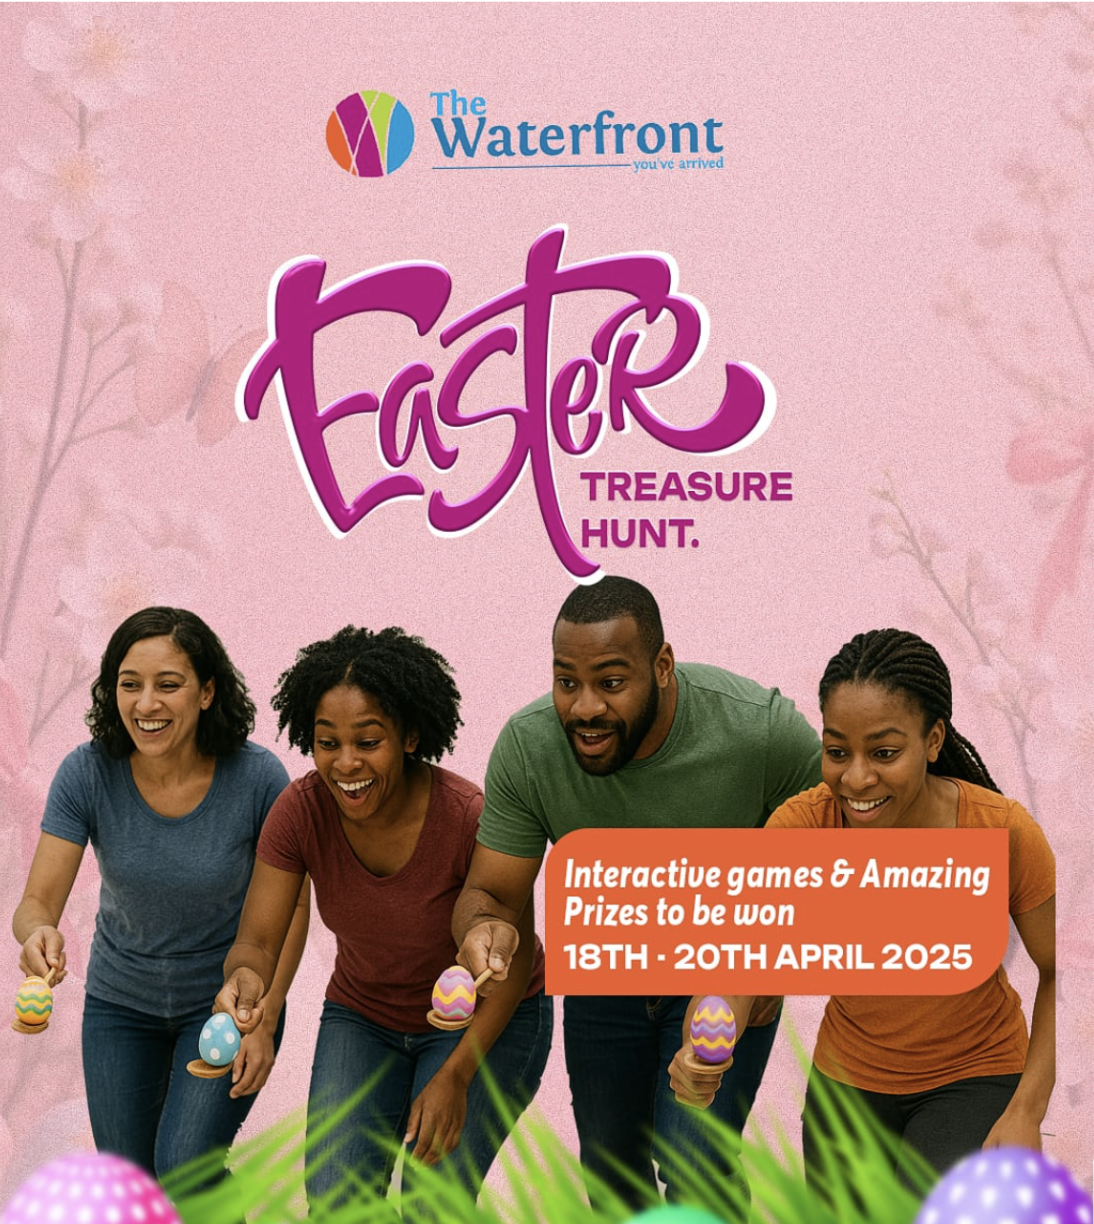 The
Waterfront
you've arrived
Easter
TREASURE
HUNT.
Interactive games & Amazing
Prizes to be won
18TH - 20TH APRIL 2025